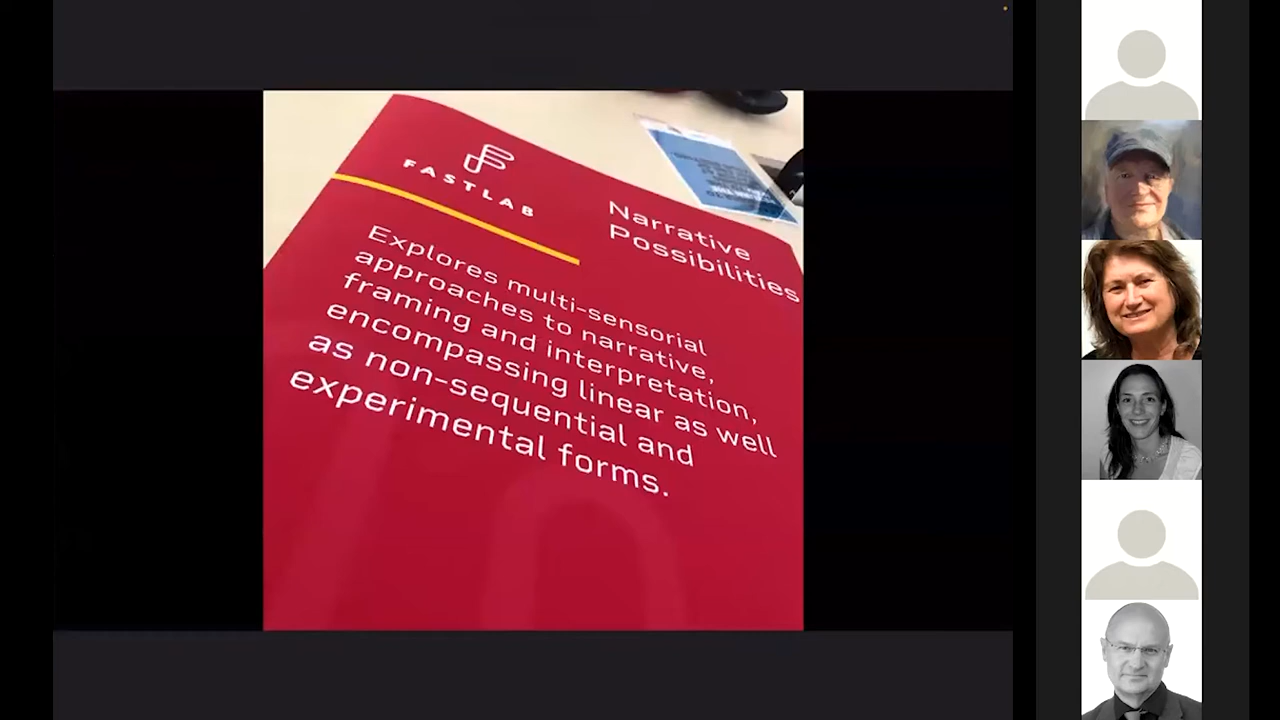 FASTLAB
Narrative
Possibilities
Explores multi-sensorial
approaches to narrative,
framing and interpretation,
encompassing linear as well
as non-sequential and
experimental forms.